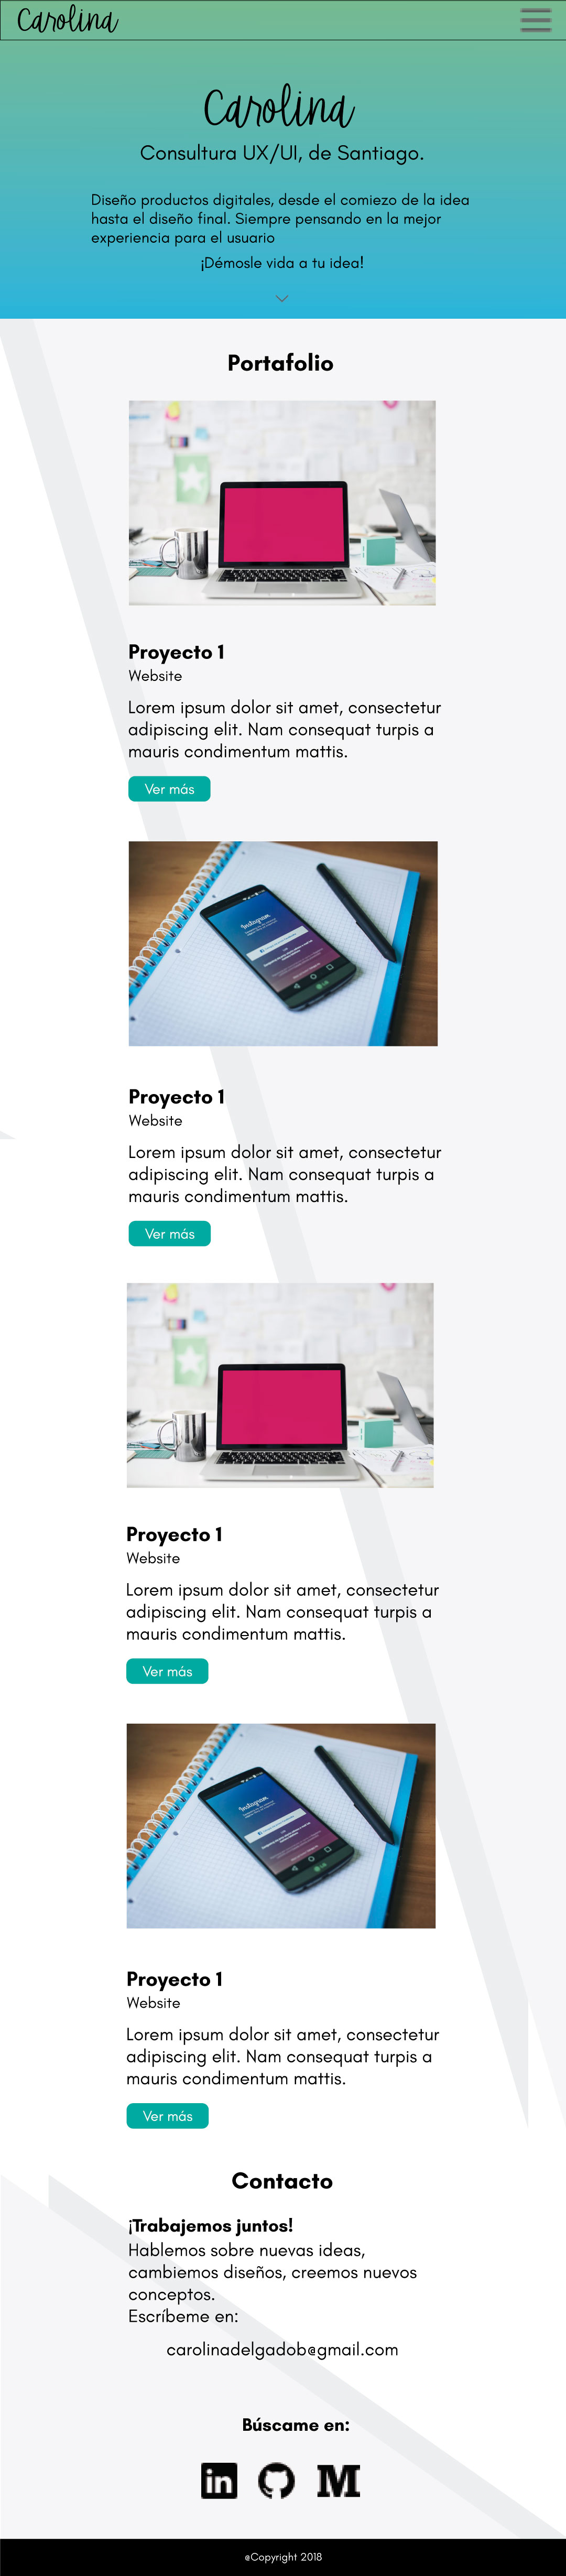 Carolina
Carolina
Consultura UX/UI, de Santiago.
Diseño productos digitales, desde el comiezo de la idea
hasta el diseño final. Siempre pensando en la mejor
experiencia para el usuario
¡Démosle vida a tu idea!
Portafolio
Proyecto 1
Website
Lorem ipsum dolor sit amet, consectetur
adipiscing elit. Nam consequat turpis a
mauris condimentum mattis.
Ver más
Instagram
LG
Proyecto 1
Website
Lorem ipsum dolor sit amet, consectetur
adipiscing elit. Nam consequat turpis a
mauris condimentum mattis.
Ver más
Proyecto 1
Website
Lorem ipsum dolor sit amet, consectetur
adipiscing elit. Nam consequat turpis a
mauris condimentum mattis.
Ver más
Instagram
LG
Proyecto 1
Website
Lorem ipsum dolor sit amet, consectetur
adipiscing elit. Nam consequat turpis a
mauris condimentum mattis.
Ver más
Contacto
¡Trabajemos juntos!
Hablemos sobre nuevas ideas,
cambiemos diseños, creemos nuevos
conceptos.
Escríbeme en:
carolinadelgadob@gmail.com
Búscame en:
in M
@Copyright 2018